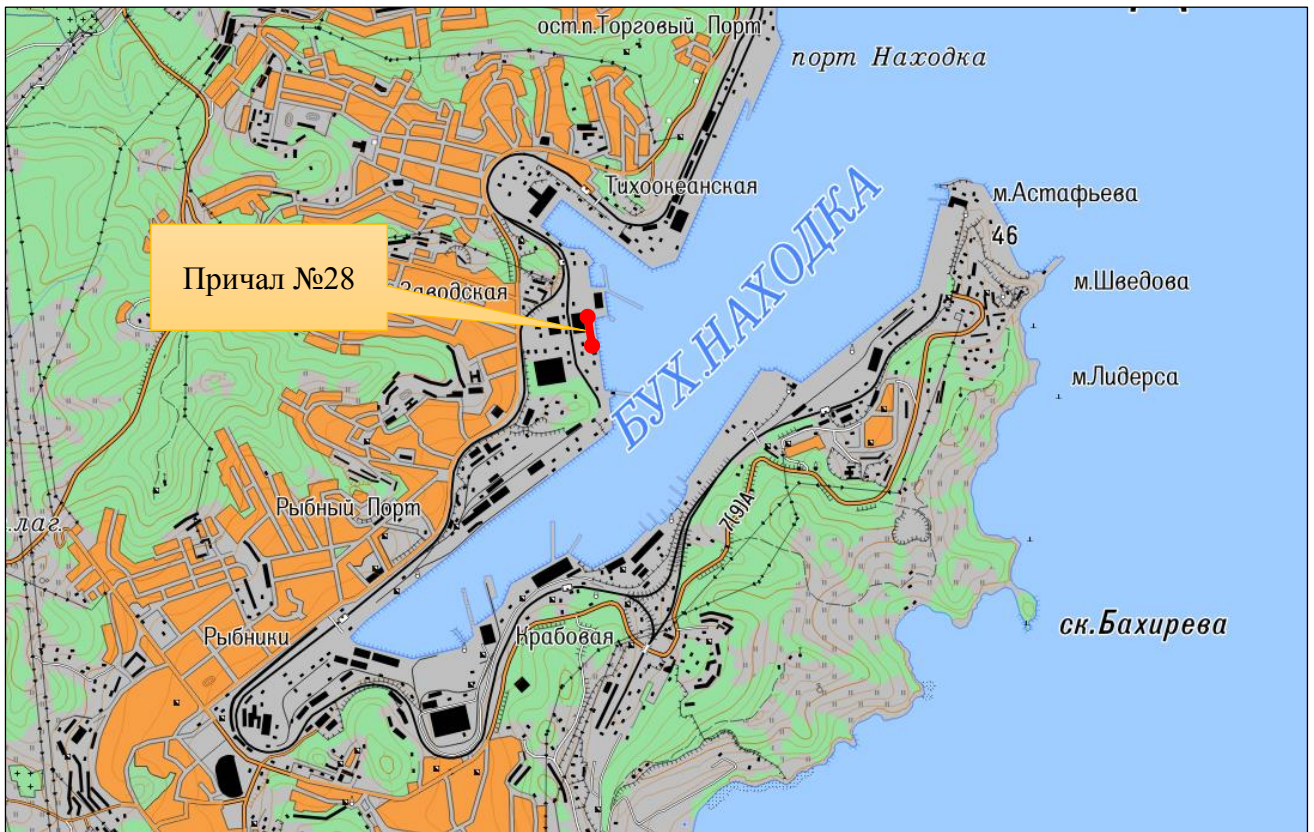 ост.п.Торговый Порт
порт Находка
Тихоокеанская
м.Астафьева
46
Причал №28
Заводская
м.Шведова
БУХ.НАХОДКА
м.Лидерса
Рыбный Порт
7(9)А
.лаг.
Рыбники
Крабовая
ск.Бахирева